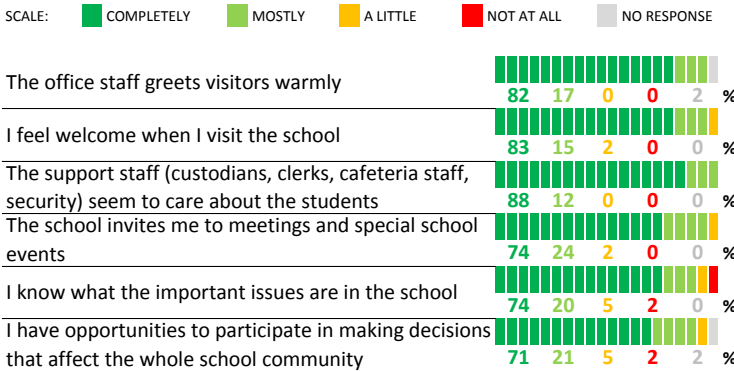 SCALE: COMPLETELY MOSTLY A LITTLE NOT AT ALL NO RESPONSE
The office staff greets visitors warmly
82 17 0 0 2 %
I feel welcome when I visit the school
83 15 2 0 0 %
The support staff (custodians, clerks, cafeteria staff,
security) seem to care about the students
88 12 0 0 0 %
The school invites me to meetings and special school
events
74 24 2 0 0 %
I know what the important issues are in the school
74 20 5 2 0 %
I have opportunities to participate in making decisions
that affect the whole school community
71 21 5 2 2 %